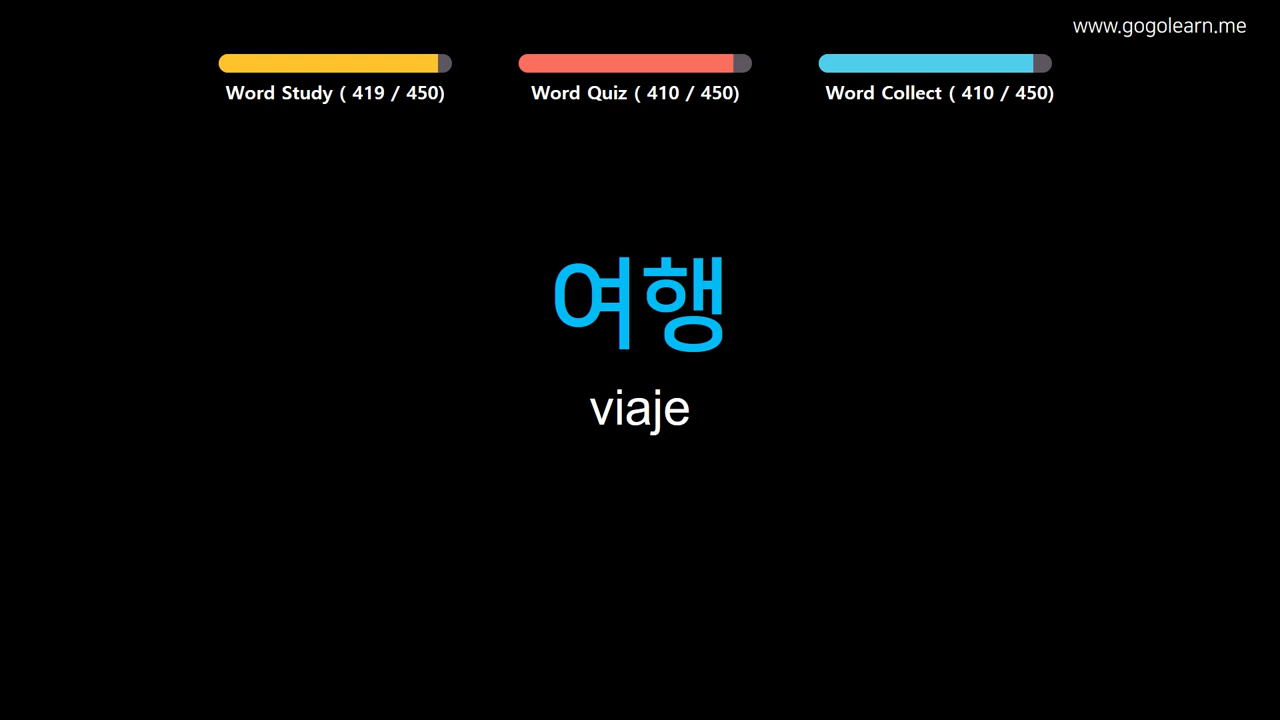 www.gogolearn.me
Word Study ( 419 / 450)
Word Quiz ( 410 / 450)
Word Collect ( 410 / 450)
여행
viaje